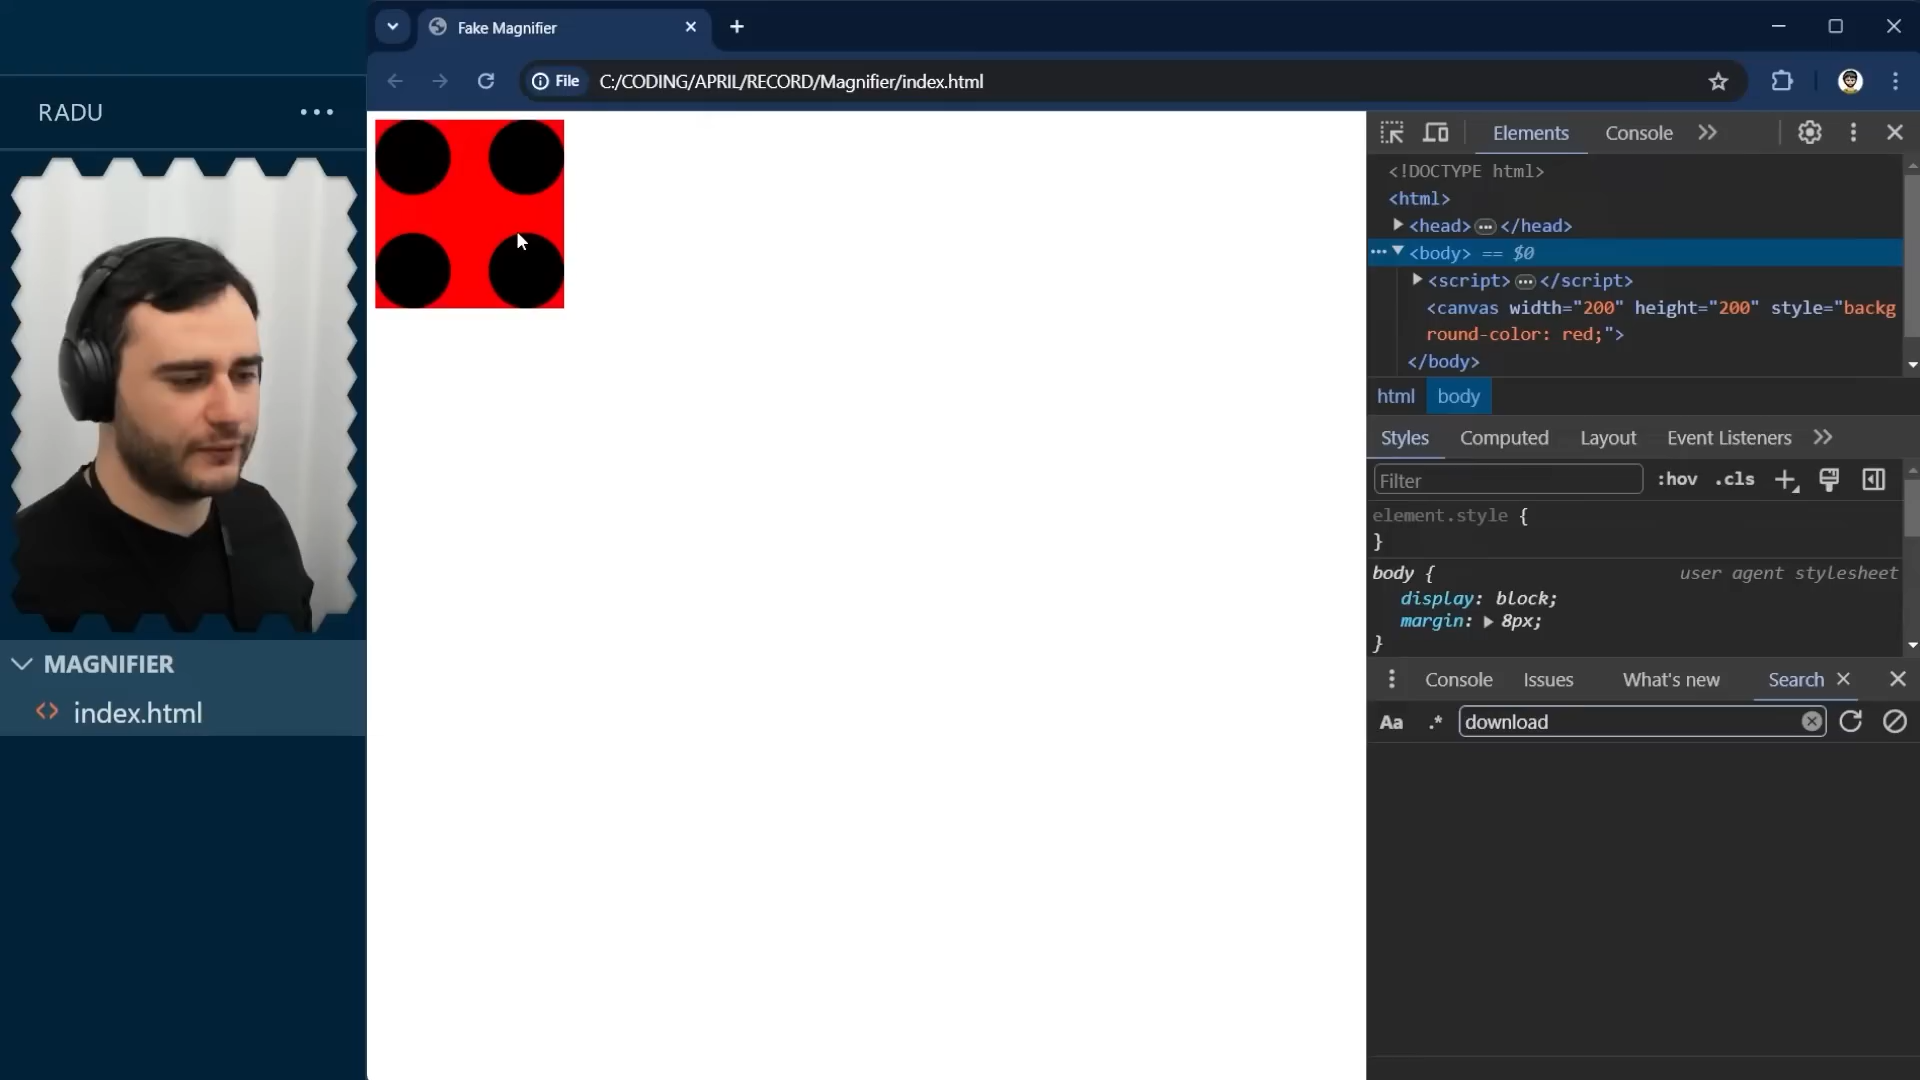 Fake Magnifier
File C:/CODING/APRIL/RECORD/Magnifier/index.html
RADU
MAGNIFIER
<> index.html
Elements Console
<!DOCTYPE html>
<html>
<head> </head>
<body> == $0
<script> </script>
<canvas width="200" height="200" style="backg
round-color: red;">
</body>
html body
Styles Computed Layout Event Listeners
Filter :hov .cls
element.style {
}
body { user agent stylesheet
display: block;
margin: 8px;
}
Console Issues What's new Search
Aa .* download